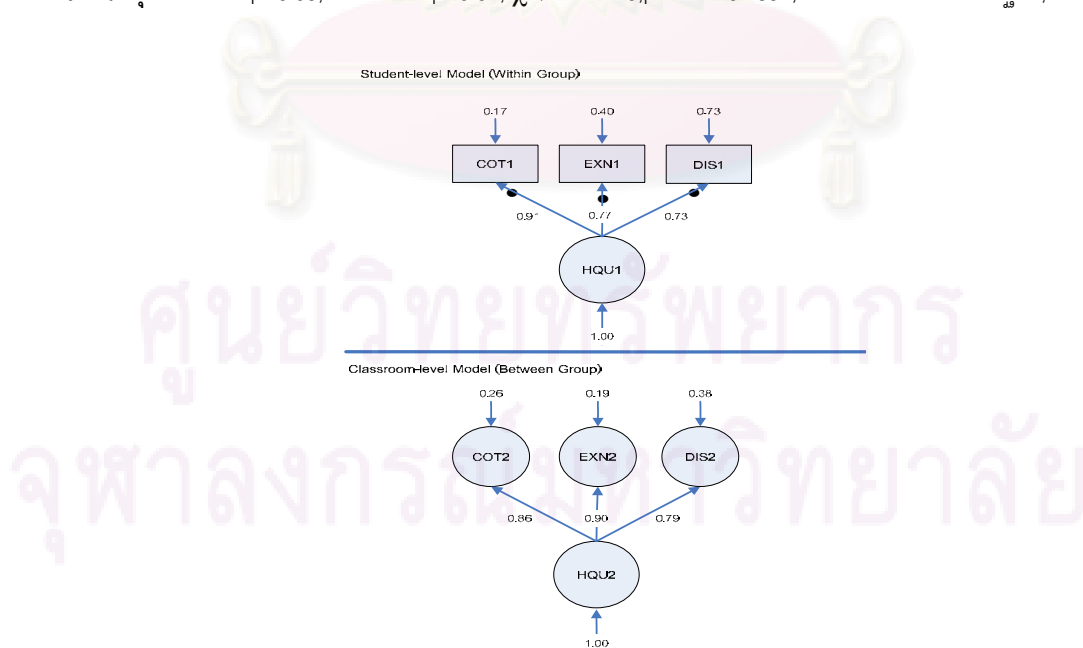 Student-level Model (Within Group)
0.17 0.40 0.73
COT1 EXN1 DIS1
0.91 0.77 0.73
HQU1
1.00
ศูนย์วิทยทรัพยากร
Classroom-level Model (Between Group)
0.26 0.19 0.38
COT2 EXN2 DIS2
จุฬาลงกรณ์มหาวิทยาลัย
0.86 0.90 0.79
HQU2
1.00